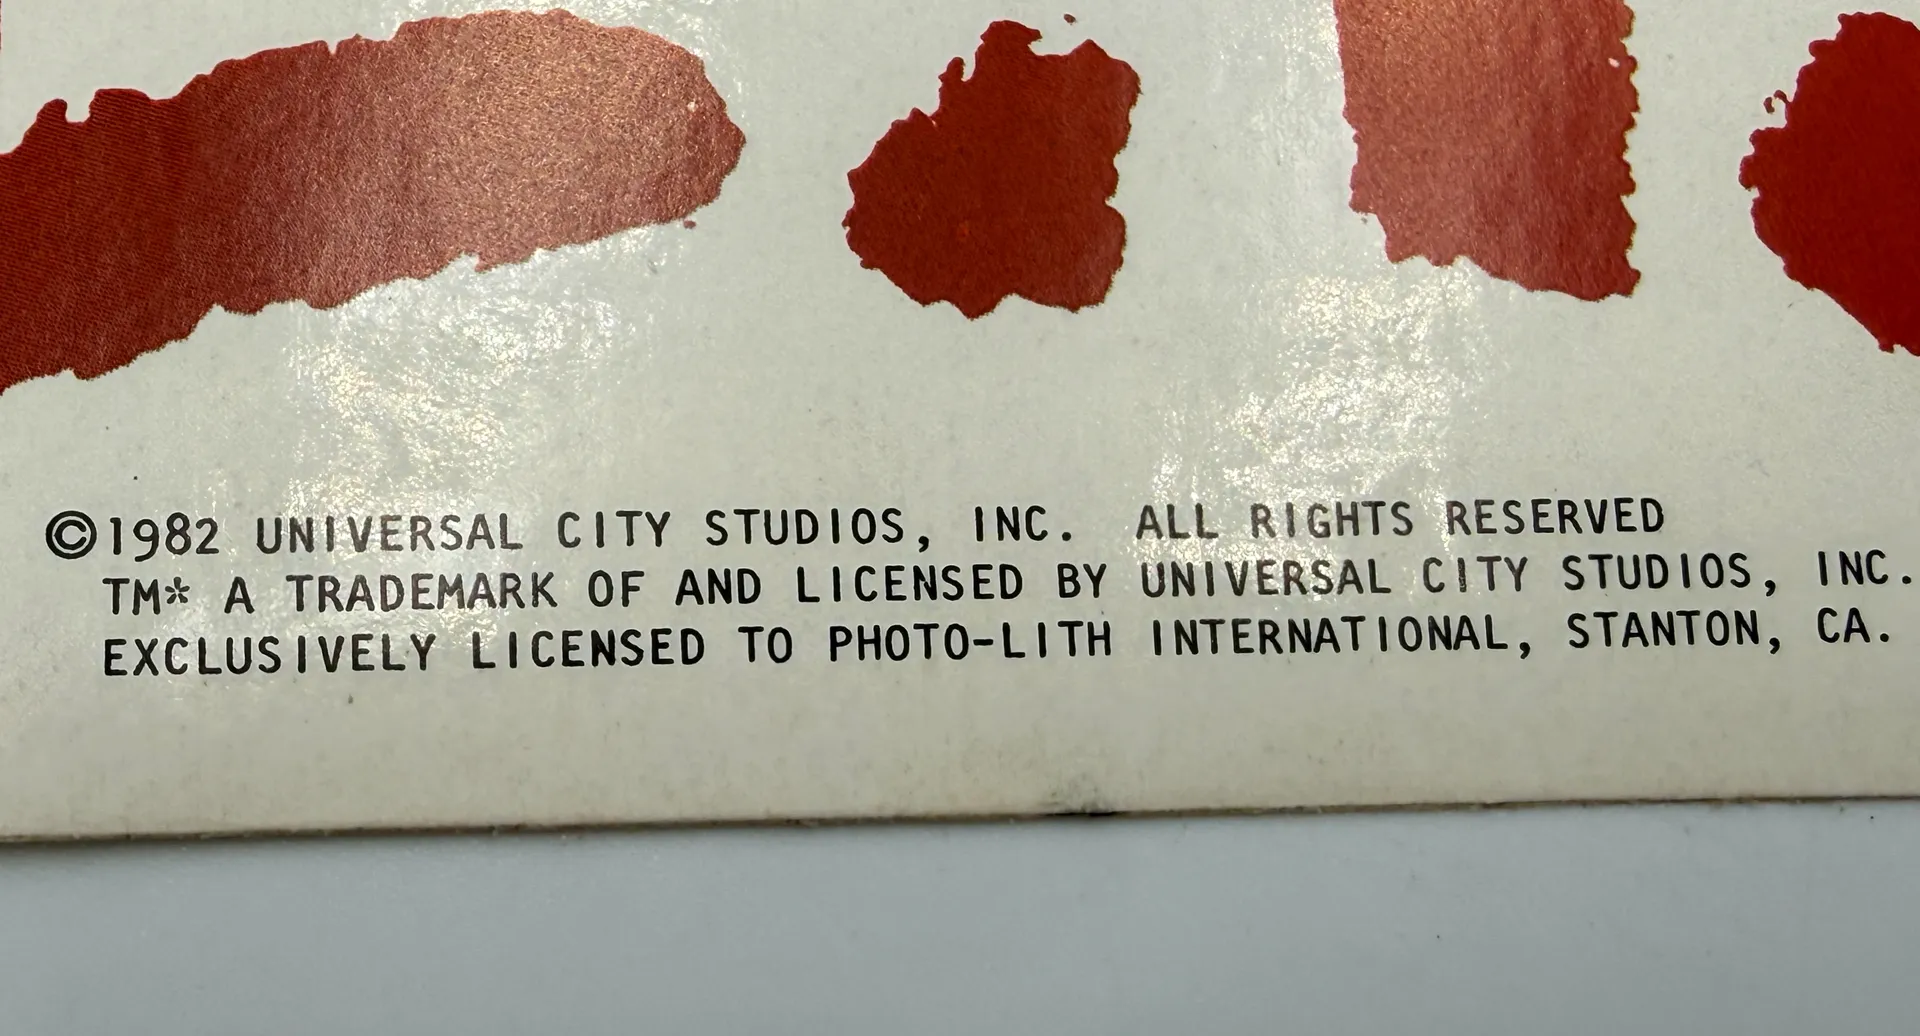 ©1982 UNIVERSAL CITY STUDIOS, INC. ALL RIGHTS RESERVED
TM* A TRADEMARK OF AND LICENSED BY UNIVERSAL CITY STUDIOS, INC.
EXCLUSIVELY LICENSED TO PHOTO-LITH INTERNATIONAL, STANTON, CA.